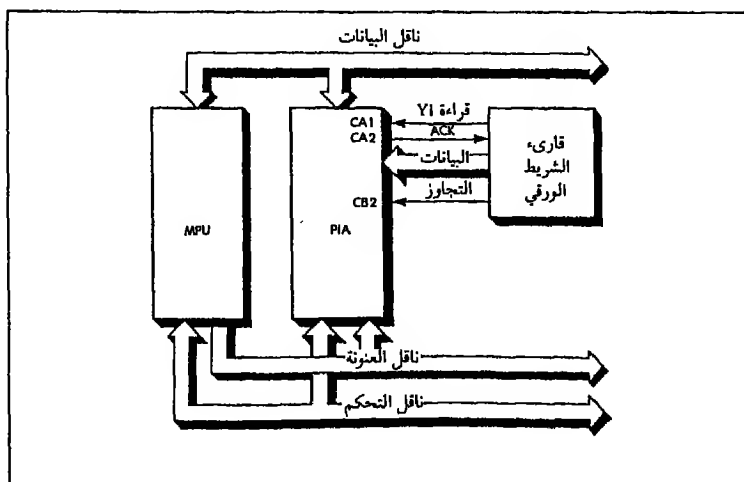 ناقل البيانات
CA1
قراءة Y1
CA2
ACK
البيانات
التجاوز
CB2
قارىء
الشريط
الورقي
MPU
PIA
ناقل العنونة
ناقل التحكم